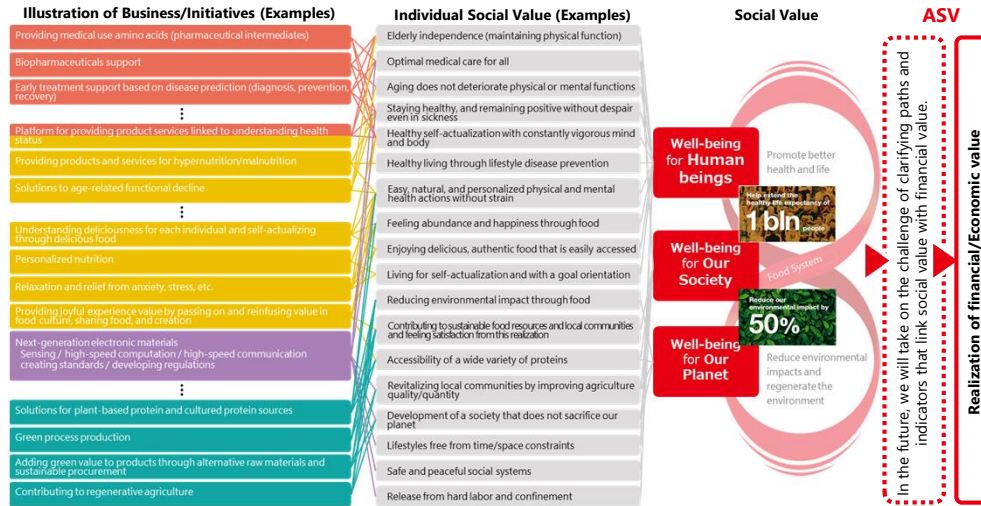 Illustration of Business/Initiatives (Examples)
Providing medical use amino acids (pharmaceutical intermediates)
Biopharmaceuticals support
Early treatment support based on disease prediction (diagnosis, prevention,
recovery)
Platform for providing product services linked to understanding health
status
Providing products and services for hypernutrition/malnutrition
Solutions to age-related functional decline
Understanding deliciousness for each individual and self-actualizing
through delicious food
Personalized nutrition
Relaxation and relief from anxiety, stress, etc.
Providing joyful experience value by passing on and reinfusing value in
food culture, sharing food, and creation
Next-generation electronic materials
Sensing / high-speed computation / high-speed communication
creating standards / developing regulations
Solutions for plant-based protein and cultured protein sources
Green process production
Adding green value to products through alternative raw materials and
sustainable procurement
Contributing to regenerative agriculture
Individual Social Value (Examples)
Elderly independence (maintaining physical function)
Optimal medical care for all
Aging does not deteriorate physical or mental functions
Staying healthy, and remaining positive without despair
even in sickness
Healthy self-actualization with constantly vigorous mind
and body
Healthy living through lifestyle disease prevention
Easy, natural, and personalized physical and mental
health actions without strain
Feeling abundance and happiness through food
Enjoying delicious, authentic food that is easily accessed
Living for self-actualization and with a goal orientation
Reducing environmental impact through food
Contributing to sustainable food resources and local communities
and feeling satisfaction from this realization
Accessibility of a wide variety of proteins
Revitalizing local communities by improving agriculture
quality/quantity
Development of a society that does not sacrifice our
planet
Lifestyles free from time/space constraints
Safe and peaceful social systems
Release from hard labor and confinement
Social Value
Well-being
for Human
beings
Promote better
health and life
Help extend the
healthy life expectancy of
1 bln people
Well-being
for Our
Society
Food System
Reduce our
environmental impact by
50%
Well-being
for Our
Planet
Reduce environmental
impacts and
regenerate the
environment
ASV
In the future, we will take on the challenge of clarifying paths and
indicators that link social value with financial value.
Realization of financial/Economic value